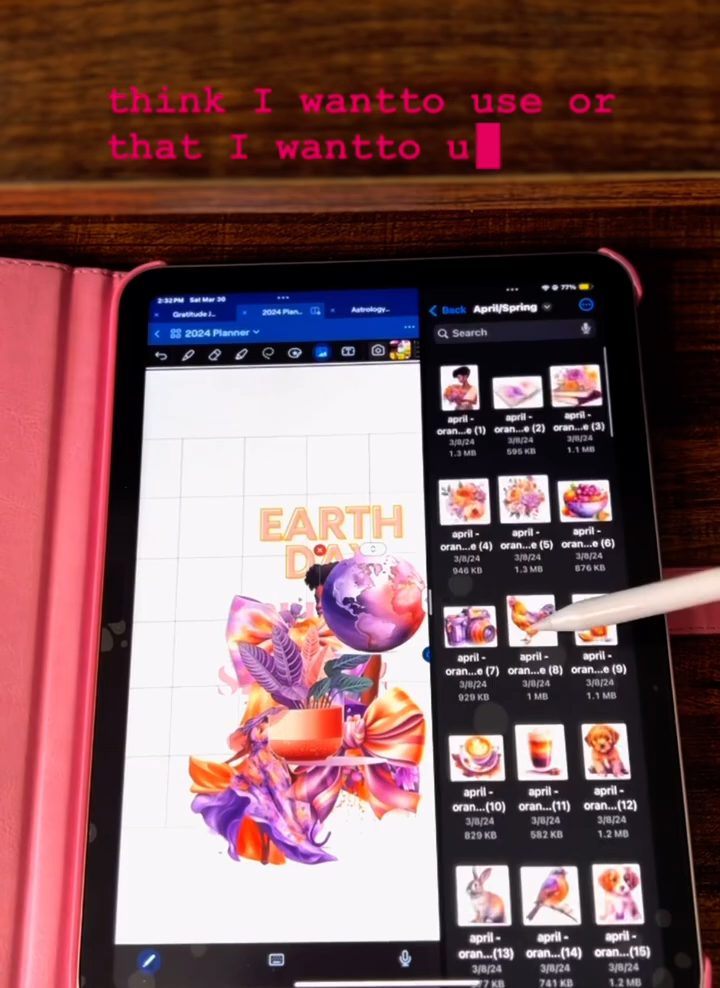 think I wantto use or
that I wantto u
2:32PM Sat Mar 30
77%
Gratitude J...
2024 Plan...
Astrology...
2024 Planner
Back
April/Spring
Search
EARTH
DAY
april -
oran...e (1)
3/8/24
1.3 MB
april -
oran...e (2)
3/8/24
595 KB
april -
oran...e (3)
3/8/24
1.1 MB
april -
oran...e (4)
3/8/24
946 KB
april -
oran...e (5)
3/8/24
1.3 MB
april -
oran...e (6)
3/8/24
876 KB
april -
oran...e (7)
3/8/24
929 KB
april -
oran...e (8)
3/8/24
1 MB
april -
oran...e (9)
3/8/24
1.1 MB
april -
oran...(10)
3/8/24
829 KB
april -
oran...(11)
3/8/24
582 KB
april -
oran...(12)
3/8/24
1.2 MB
april -
oran...(13)
3/8/24
april -
oran...(14)
3/8/24
741 KB
april -
oran...(15)
3/8/24
1.2 MB